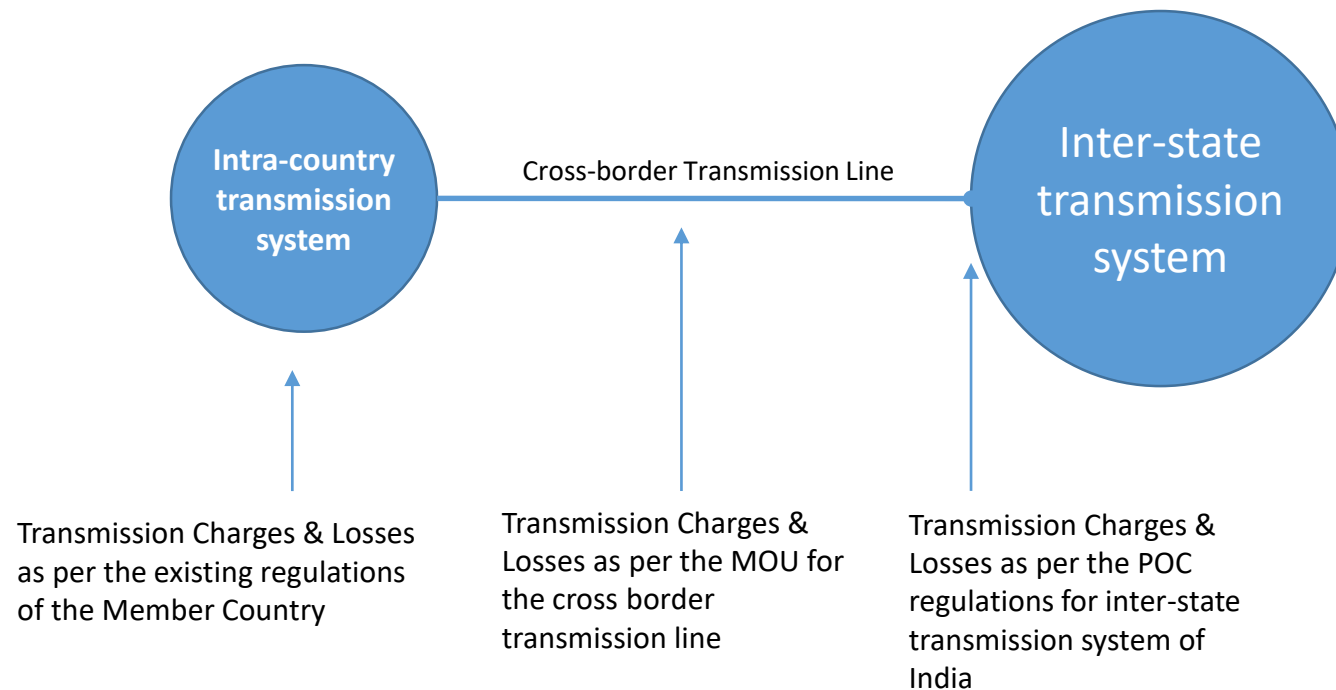 Intra-country
transmission
system
Cross-border Transmission Line
Inter-state
transmission
system
Transmission Charges & Losses
as per the existing regulations
of the Member Country
Transmission Charges &
Losses as per the MOU for
the cross border
transmission line
Transmission Charges &
Losses as per the POC
regulations for inter-state
transmission system of
India